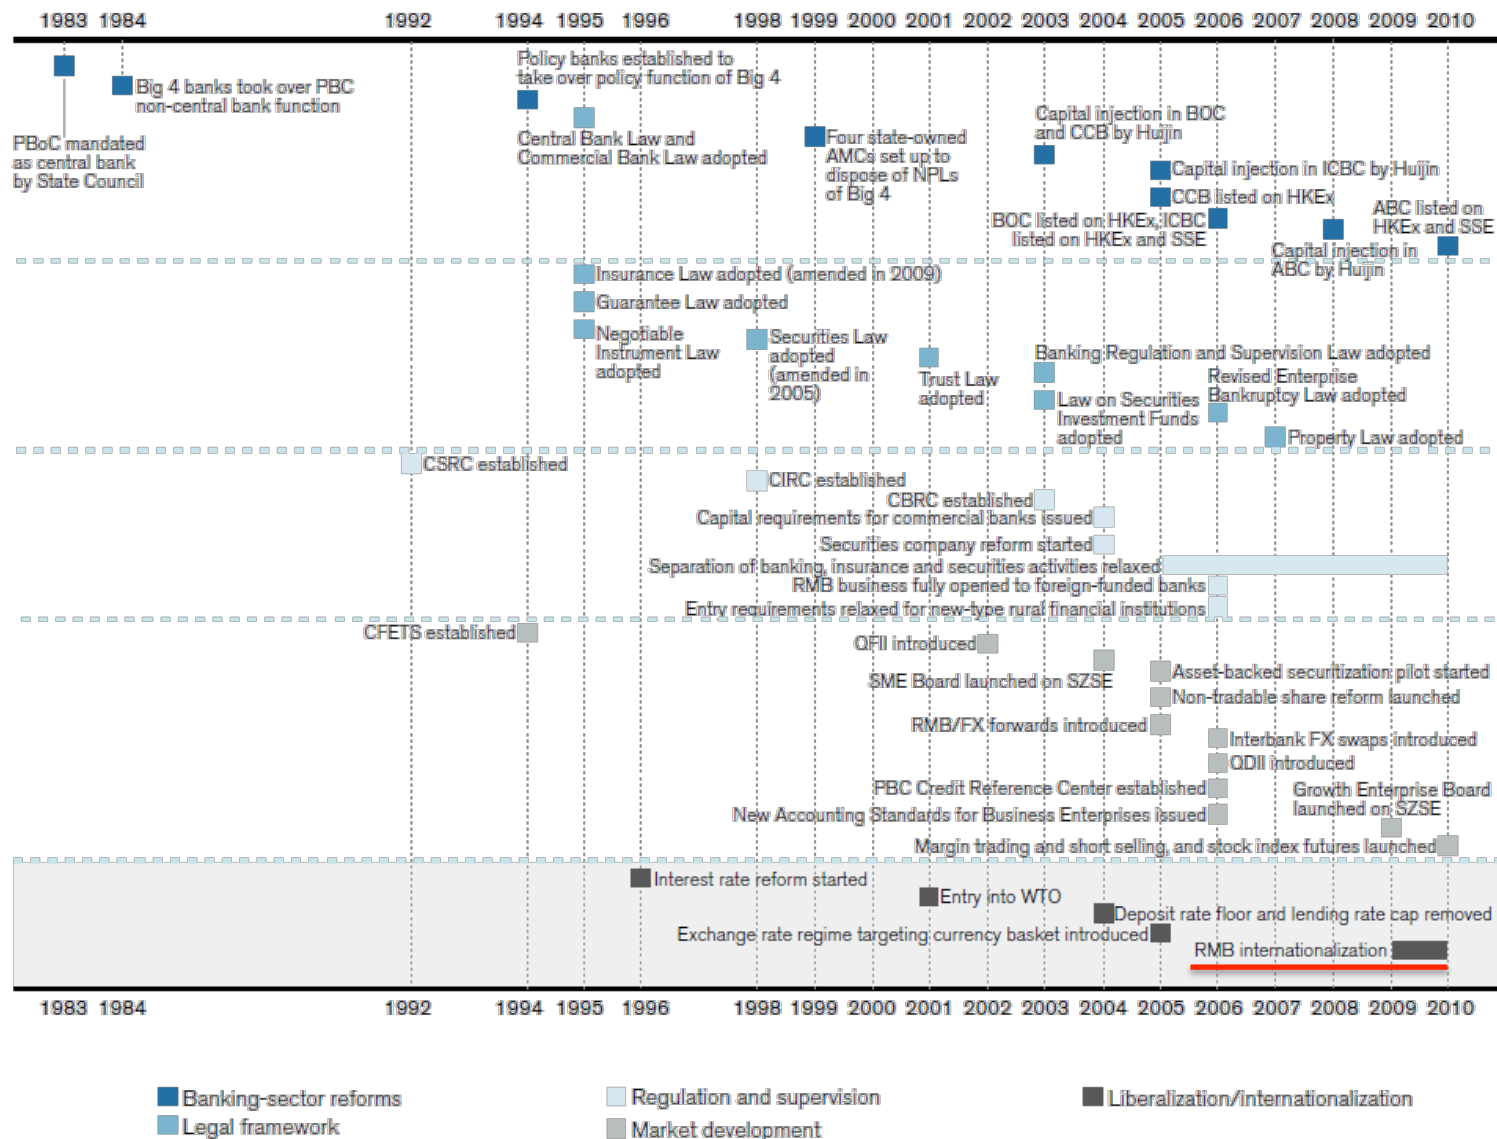 1983 1984 1992 1994 1995 1996 1998 1999 2000 2001 2002 2003 2004 2005 2006 2007 2008 2009 2010
Big 4 banks took over PBC
non-central bank function
PBoC mandated
as central bank
by State Council
Policy banks established to
take over policy function of Big 4
Central Bank Law and
Commercial Bank Law adopted
Four state-owned
AMCs set up to
dispose of NPLs
of Big 4
Capital injection in BOC
and CCB by Huijin
Capital injection in ICBC by Huijin
CCB listed on HKEx
BOC listed on HKEx, ICBC
listed on HKEx and SSE
ABC listed on
HKEx and SSE
Capital injection in
ABC by Huijin
Insurance Law adopted (amended in 2009)
Guarantee Law adopted
Negotiable
Instrument Law
adopted
Securities Law
adopted
(amended in
2005)
Trust Law
adopted
Banking Regulation and Supervision Law adopted
Law on Securities
Investment Funds
adopted
Revised Enterprise
Bankruptcy Law adopted
Property Law adopted
CSRC established
CIRC established
CBRC established
Capital requirements for commercial banks issued
Securities company reform started
Separation of banking, insurance and securities activities relaxed
RMB business fully opened to foreign-funded banks
Entry requirements relaxed for new-type rural financial institutions
CFETS established
QFII introduced
SME Board launched on SZSE
Asset-backed securitization pilot started
Non-tradable share reform launched
RMB/FX forwards introduced
Interbank FX swaps introduced
QDII introduced
PBC Credit Reference Center established
New Accounting Standards for Business Enterprises issued
Growth Enterprise Board
launched on SZSE
Margin trading and short selling, and stock index futures launched
Interest rate reform started
Entry into WTO
Deposit rate floor and lending rate cap removed
Exchange rate regime targeting currency basket introduced
RMB internationalization
1983 1984 1992 1994 1995 1996 1998 1999 2000 2001 2002 2003 2004 2005 2006 2007 2008 2009 2010
Banking-sector reforms
Legal framework
Regulation and supervision
Market development
Liberalization/internationalization